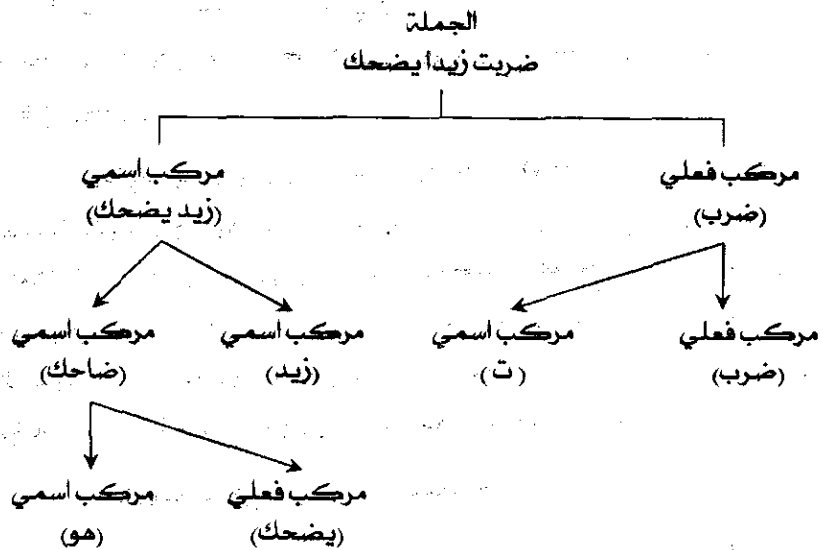 الجملة
ضربت زيدا يضحك
مركب فعلي
(ضرب)
مركب اسمي
(زيد يضحك)
مركب فعلي
(ضرب)
مركب اسمي
(ت)
مركب اسمي
(زيد)
مركب اسمي
(ضاحك)
مركب فعلي
(يضحك)
مركب اسمي
(هو)